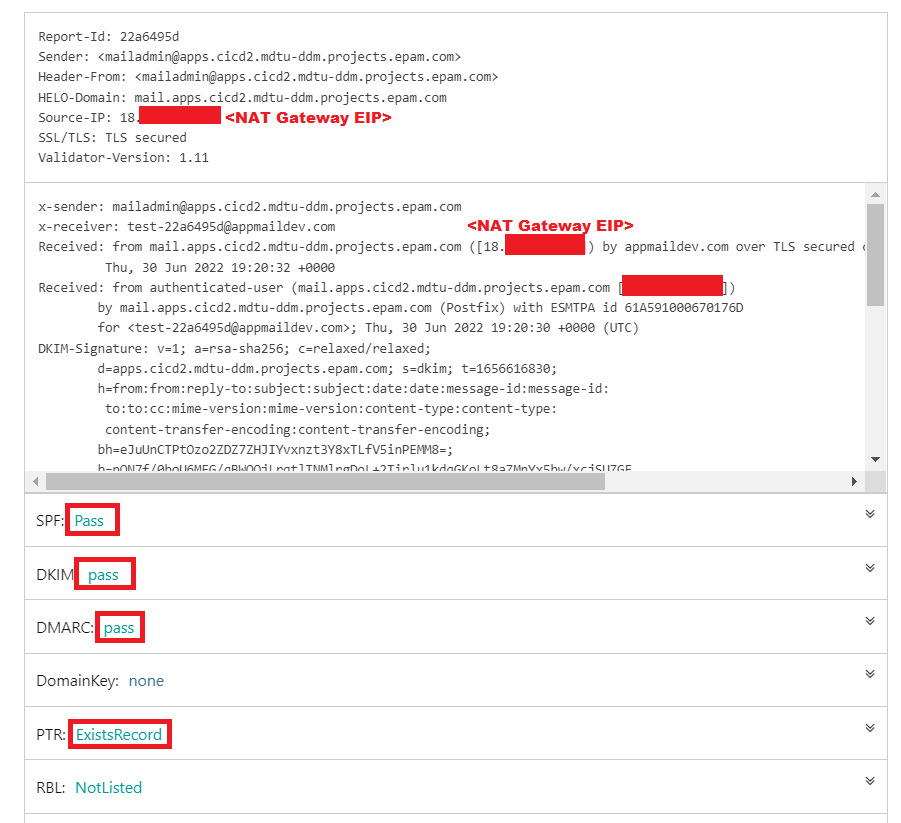 Report-Id: 22a6495d
Sender: <mailadmin@apps.cicd2.mdtu-ddm.projects.epam.com>
Header-From: <mailadmin@apps.cicd2.mdtu-ddm.projects.epam.com>
HELO-Domain: mail.apps.cicd2.mdtu-ddm.projects.epam.com
Source-IP: 18. <NAT Gateway EIP>
SSL/TLS: TLS secured
Validator-Version: 1.11
x-sender: mailadmin@apps.cicd2.mdtu-ddm.projects.epam.com
x-receiver: test-22a6495d@appmaildev.com <NAT Gateway EIP>
Received: from mail.apps.cicd2.mdtu-ddm.projects.epam.com ([18. ]) by appmaildev.com over TLS secured
Thu, 30 Jun 2022 19:20:32 +0000
Received: from authenticated-user (mail.apps.cicd2.mdtu-ddm.projects.epam.com [ ])
by mail.apps.cicd2.mdtu-ddm.projects.epam.com (Postfix) with ESMTPA id 61A591000670176D
for <test-22a6495d@appmaildev.com>; Thu, 30 Jun 2022 19:20:30 +0000 (UTC)
DKIM-Signature: v=1; a=rsa-sha256; c=relaxed/relaxed;
d=apps.cicd2.mdtu-ddm.projects.epam.com; s=dkim; t=1656616830;
h=from:from:reply-to:subject:subject:date:date:message-id:message-id:
to:to:cc:mime-version:mime-version:content-type:content-type:
content-transfer-encoding:content-transfer-encoding;
bh=eJuUnCTPtOzo2ZDZ7ZHJIYvxnzt3Y8xTLfV5inPEMM8=;
SPF: Pass
DKIM pass
DMARC: pass
DomainKey: none
PTR: ExistsRecord
RBL: NotListed